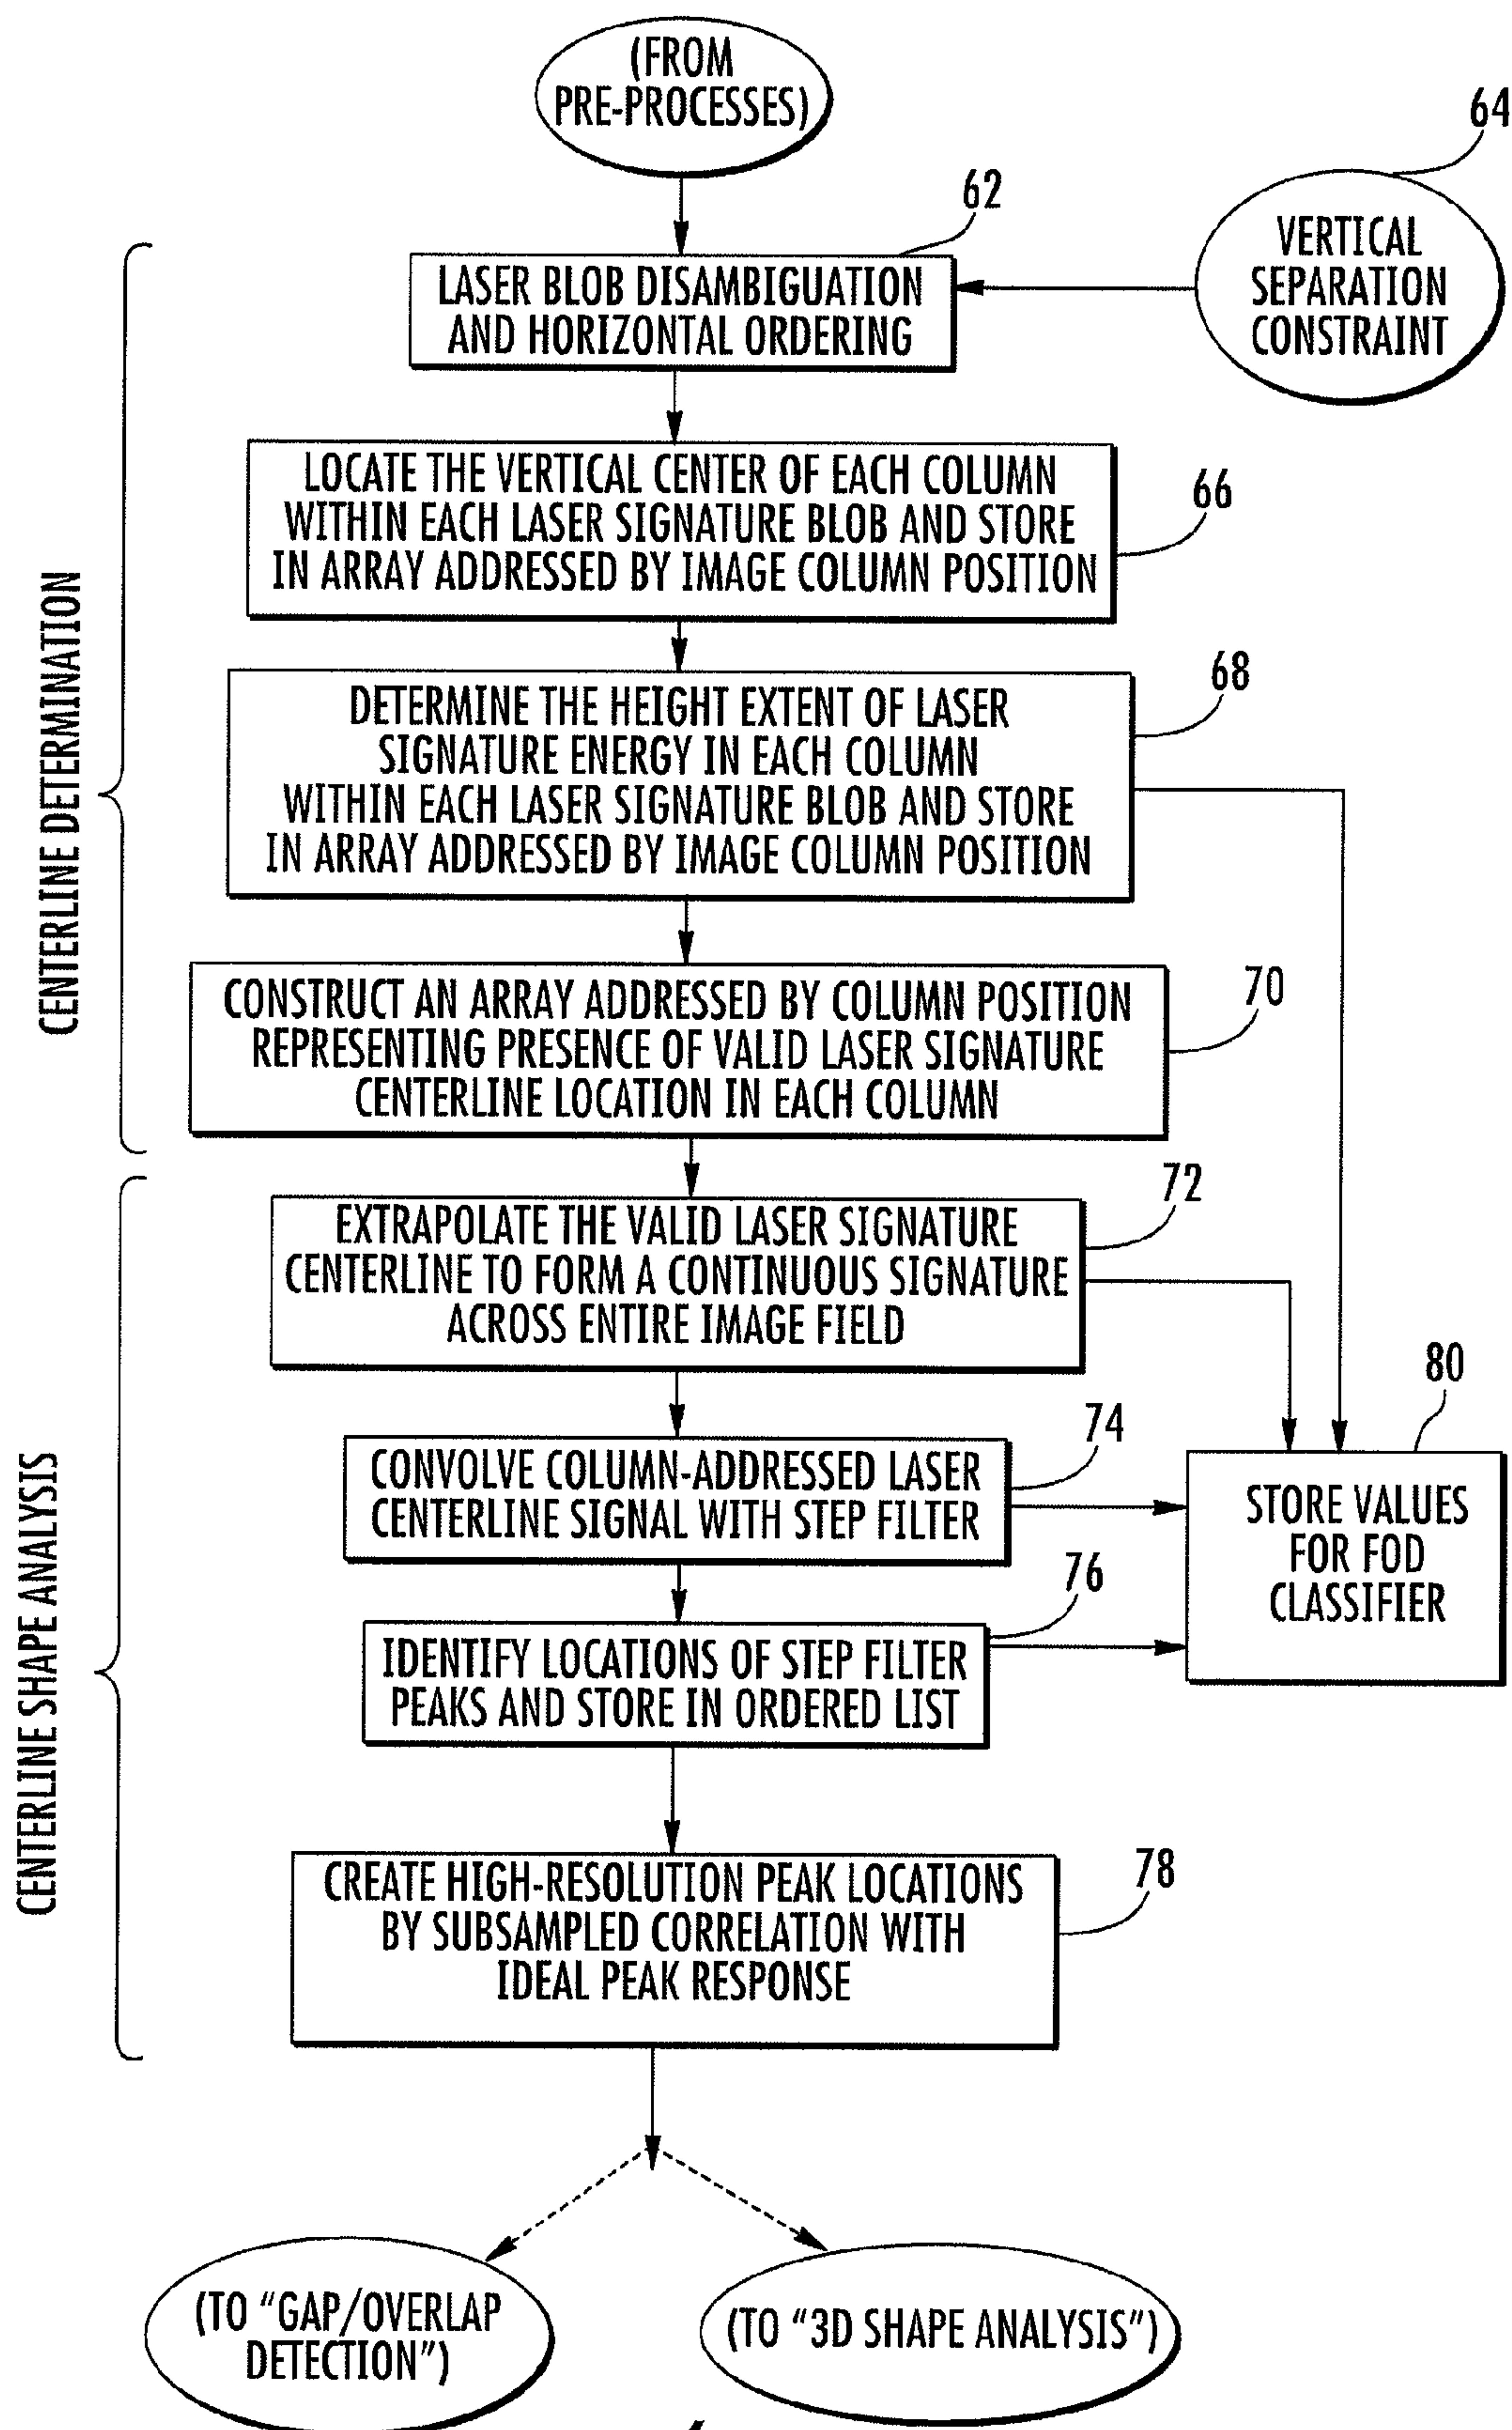 (FROM
PRE-PROCESSES)
64
62
VERTICAL
SEPARATION
CONSTRAINT
LASER BLOB DISAMBIGUATION
AND HORIZONTAL ORDERING
LOCATE THE VERTICAL CENTER OF EACH COLUMN
WITHIN EACH LASER SIGNATURE BLOB AND STORE
IN ARRAY ADDRESSED BY IMAGE COLUMN POSITION
66
CENTERLINE DETERMINATION
DETERMINE THE HEIGHT EXTENT OF LASER
SIGNATURE ENERGY IN EACH COLUMN
WITHIN EACH LASER SIGNATURE BLOB AND STORE
IN ARRAY ADDRESSED BY IMAGE COLUMN POSITION
68
CONSTRUCT AN ARRAY ADDRESSED BY COLUMN POSITION
REPRESENTING PRESENCE OF VALID LASER SIGNATURE
CENTERLINE LOCATION IN EACH COLUMN
70
EXTRAPOLATE THE VALID LASER SIGNATURE
CENTERLINE TO FORM A CONTINUOUS SIGNATURE
ACROSS ENTIRE IMAGE FIELD
72
CENTERLINE SHAPE ANALYSIS
CONVOLVE COLUMN-ADDRESSED LASER
CENTERLINE SIGNAL WITH STEP FILTER
74
80
STORE VALUES
FOR FOD
CLASSIFIER
IDENTIFY LOCATIONS OF STEP FILTER
PEAKS AND STORE IN ORDERED LIST
76
CREATE HIGH-RESOLUTION PEAK LOCATIONS
BY SUBSAMPLED CORRELATION WITH
IDEAL PEAK RESPONSE
78
(TO "GAP/OVERLAP
DETECTION")
(TO "3D SHAPE ANALYSIS")